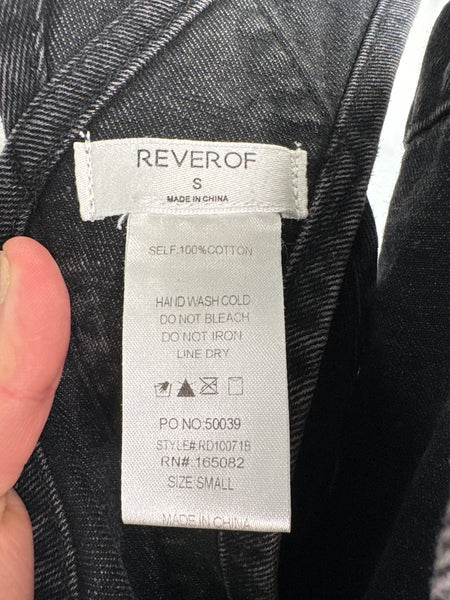 REVEROF
S
MADE IN CHINA
SELF:100%COTTON
HAND WASH COLD
DO NOT BLEACH
DO NOT IRON
LINE DRY
PO NO:50039
STYLE#:RD10071B
RN#:165082
SIZE:SMALL
MADE IN CHINA